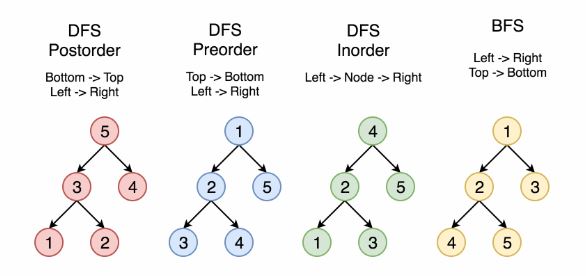 DFS
Postorder
Bottom -> Top
Left -> Right
5
3
4
1
2
DFS
Preorder
Top -> Bottom
Left -> Right
1
2
5
3
4
DFS
Inorder
Left -> Node -> Right
4
2
5
1
3
BFS
Left -> Right
Top -> Bottom
1
2
3
4
5